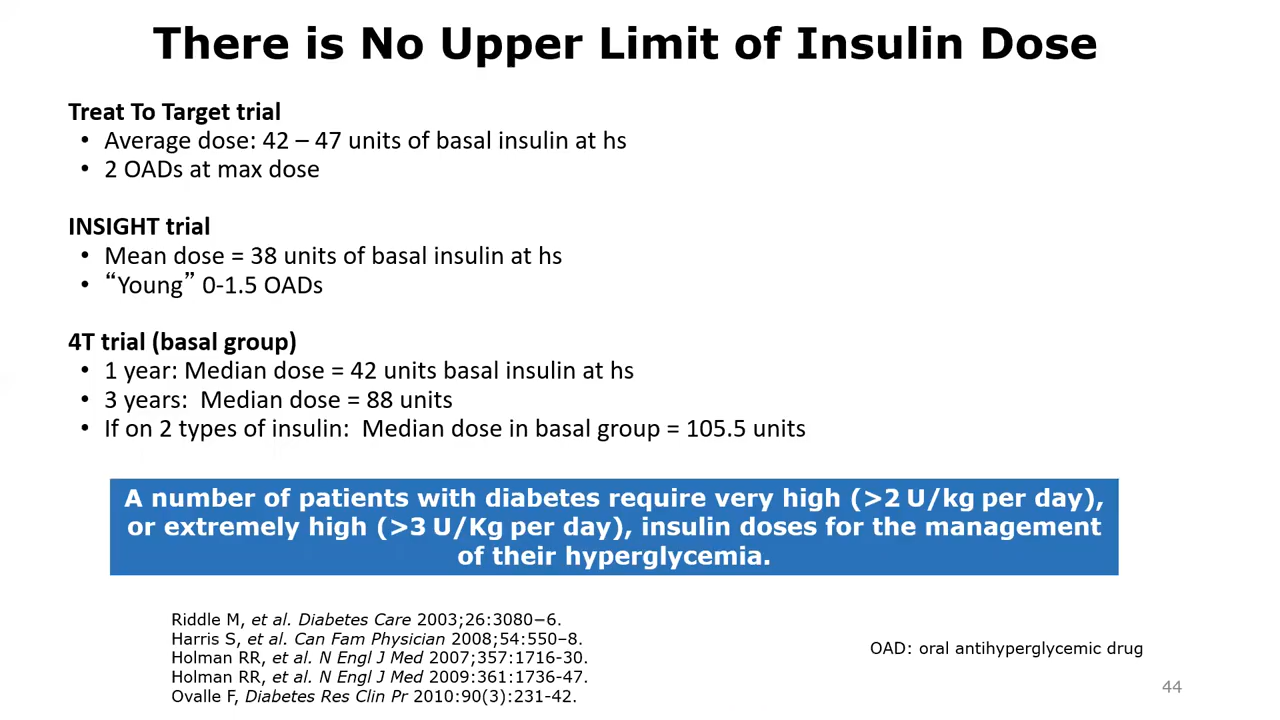 There is No Upper Limit of Insulin Dose
Treat To Target trial
• Average dose: 42 – 47 units of basal insulin at hs
• 2 OADs at max dose
INSIGHT trial
• Mean dose = 38 units of basal insulin at hs
• “Young” 0-1.5 OADs
4T trial (basal group)
• 1 year: Median dose = 42 units basal insulin at hs
• 3 years:  Median dose = 88 units
• If on 2 types of insulin:  Median dose in basal group = 105.5 units
A number of patients with diabetes require very high (>2 U/kg per day),
or extremely high (>3 U/Kg per day), insulin doses for the management
of their hyperglycemia.
Riddle M, et al. Diabetes Care 2003;26:3080−6.
Harris S, et al. Can Fam Physician 2008;54:550–8.
Holman RR, et al. N Engl J Med 2007;357:1716-30.
Holman RR, et al. N Engl J Med 2009:361:1736-47.
Ovalle F, Diabetes Res Clin Pr 2010:90(3):231-42.
OAD: oral antihyperglycemic drug
44